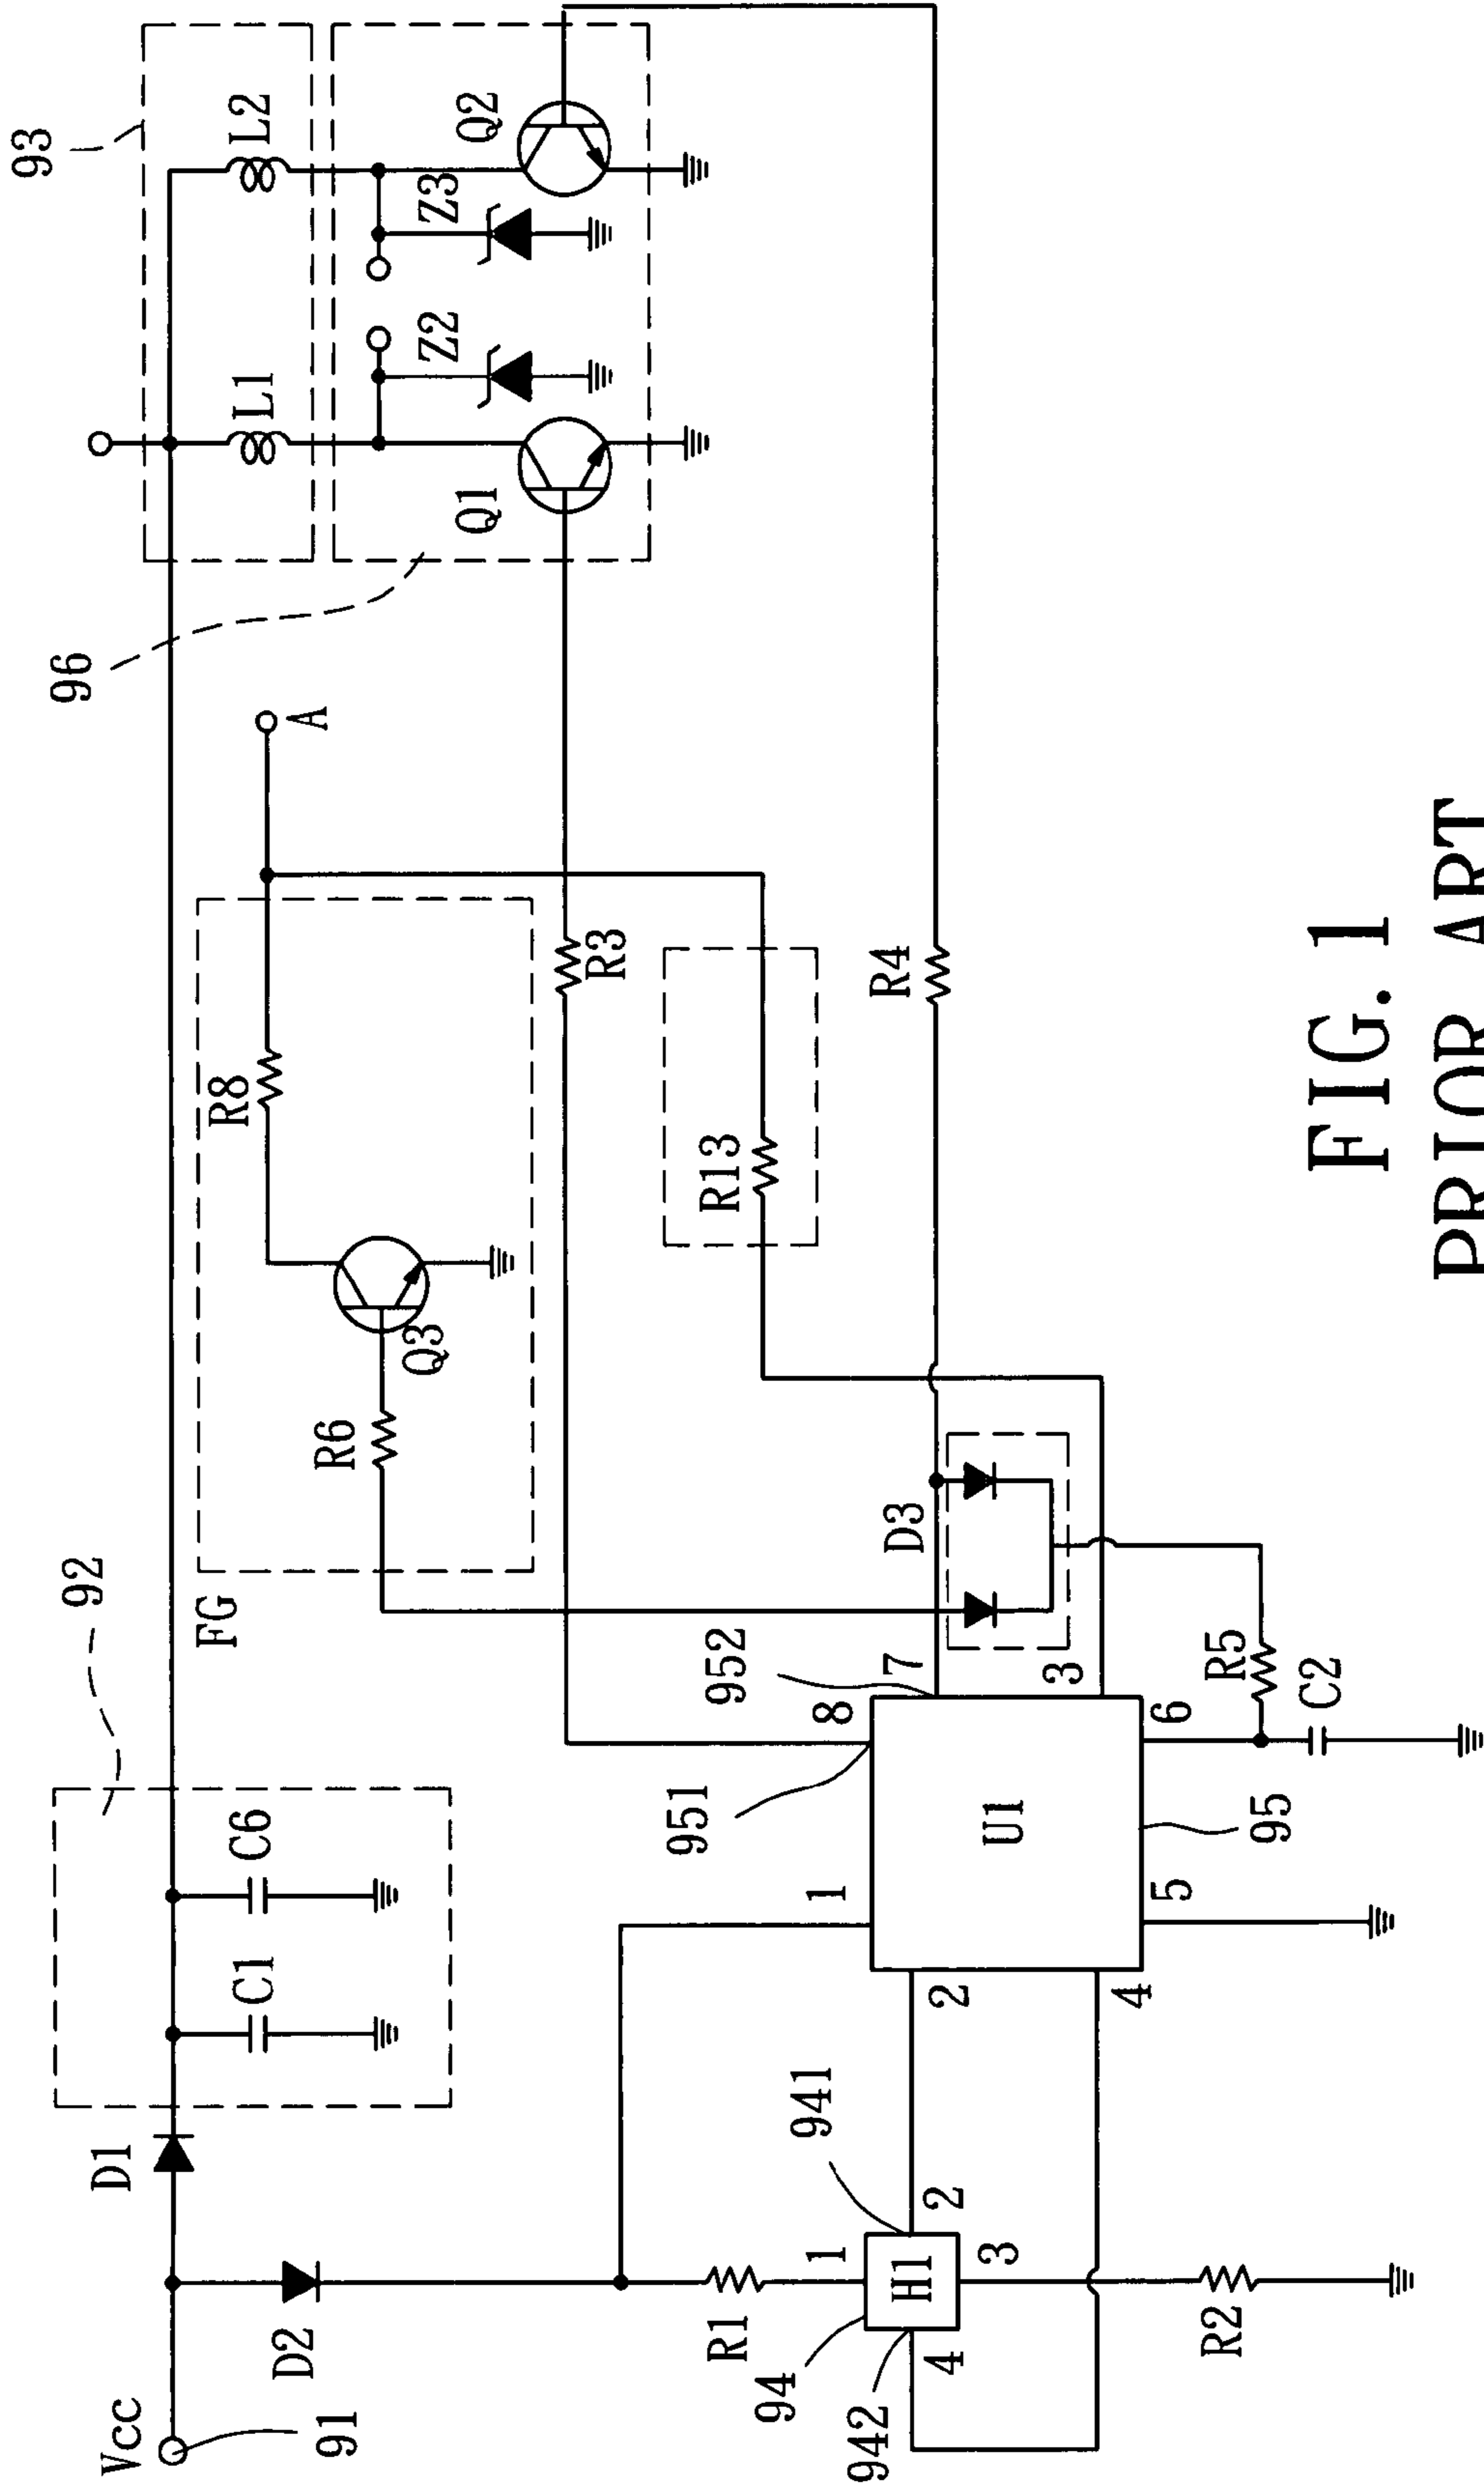 93
L2
Q2
Z3
Z2
L1
Q1
96
A
R8
R3
R4
R13
Q3
R6
D3
FG
92
952
7
3
8
R5
C2
6
951
U1
95
1
5
C6
C1
2
4
941
D1
2
1
H1
3
R1
R2
D2
94
4
942
Vcc
91
FIG. 1
PRIOR ART